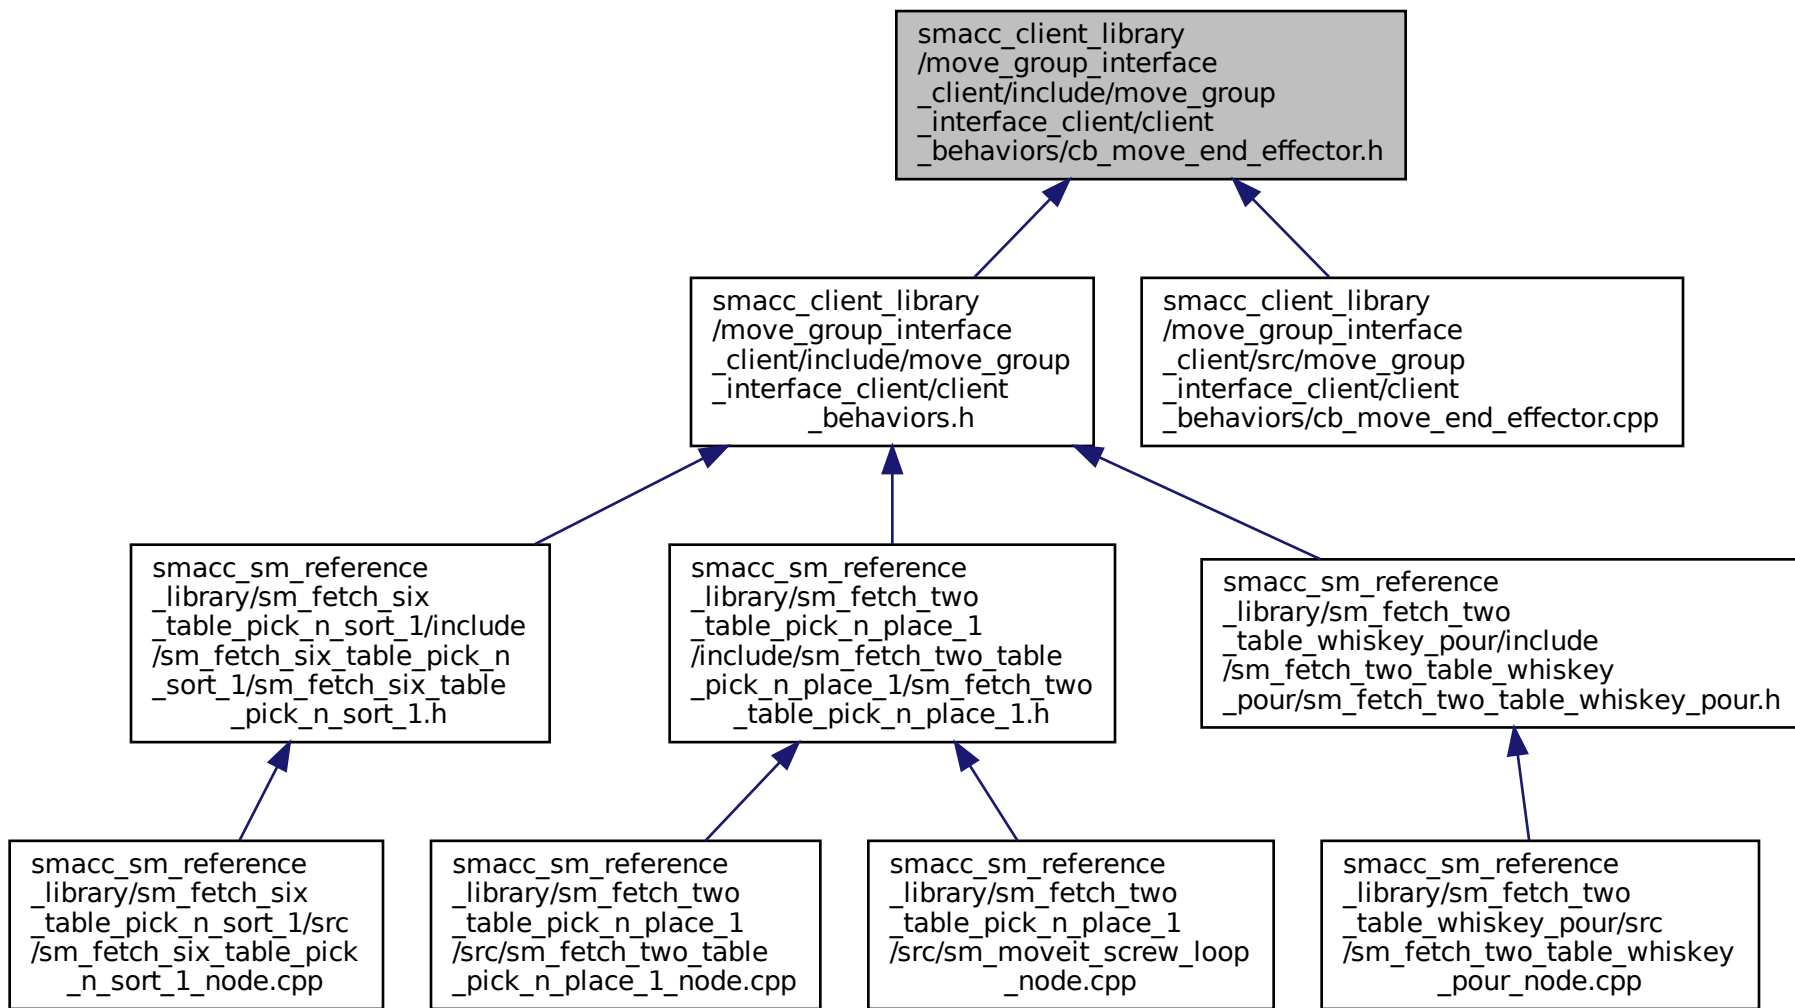 smacc_client_library
/move_group_interface
_client/include/move_group
_interface_client/client
_behaviors/cb_move_end_effector.h
smacc_client_library
/move_group_interface
_client/include/move_group
_interface_client/client
_behaviors.h
smacc_client_library
/move_group_interface
_client/src/move_group
_interface_client/client
_behaviors/cb_move_end_effector.cpp
smacc_sm_reference
_library/sm_fetch_six
_table_pick_n_sort_1/include
/sm_fetch_six_table_pick_n
_sort_1/sm_fetch_six_table
_pick_n_sort_1.h
smacc_sm_reference
_library/sm_fetch_two
_table_pick_n_place_1
/include/sm_fetch_two_table
_pick_n_place_1/sm_fetch_two
_table_pick_n_place_1.h
smacc_sm_reference
_library/sm_fetch_two
_table_whiskey_pour/include
/sm_fetch_two_table_whiskey
_pour/sm_fetch_two_table_whiskey_pour.h
smacc_sm_reference
_library/sm_fetch_six
_table_pick_n_sort_1/src
/sm_fetch_six_table_pick
_n_sort_1_node.cpp
smacc_sm_reference
_library/sm_fetch_two
_table_pick_n_place_1
/src/sm_fetch_two_table
_pick_n_place_1_node.cpp
smacc_sm_reference
_library/sm_fetch_two
_table_pick_n_place_1
/src/sm_moveit_screw_loop
_node.cpp
smacc_sm_reference
_library/sm_fetch_two
_table_whiskey_pour/src
/sm_fetch_two_table_whiskey
_pour_node.cpp